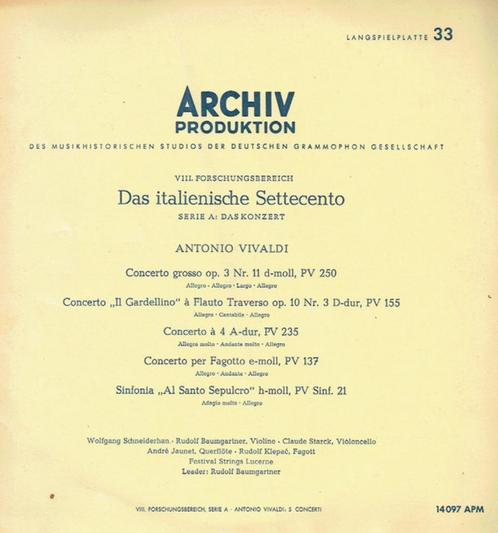 LANGSPIELPLATTE 33
ARCHIV
PRODUKTION
DES MUSIKHISTORISCHEN STUDIOS DER DEUTSCHEN GRAMMOPHON GESELLSCHAFT
VIII. FORSCHUNGSBEREICH
Das italienische Settecento
SERIE A: DAS KONZERT
ANTONIO VIVALDI
Concerto grosso op. 3 Nr. 11 d-moll, PV 250
Allegro - Allegro - Largo - Allegro
Concerto „Il Gardellino“ à Flauto Traverso op. 10 Nr. 3 D-dur, PV 155
Allegro - Cantabile - Allegro
Concerto à 4 A-dur, PV 235
Allegro molto - Andante molto - Allegro
Concerto per Fagotto e-moll, PV 137
Allegro - Andante - Allegro
Sinfonia „Al Santo Sepulcro“ h-moll, PV Sinf. 21
Adagio molto - Allegro
Wolfgang Schneiderhan - Rudolf Baumgartner, Violine - Claude Starck, Violoncello
André Jaunet, Querflöte - Rudolf Klepač, Fagott
Festival Strings Lucerne
Leader: Rudolf Baumgartner
VIII. FORSCHUNGSBEREICH, SERIE A - ANTONIO VIVALDI: 5 CONCERTI
14097 APM